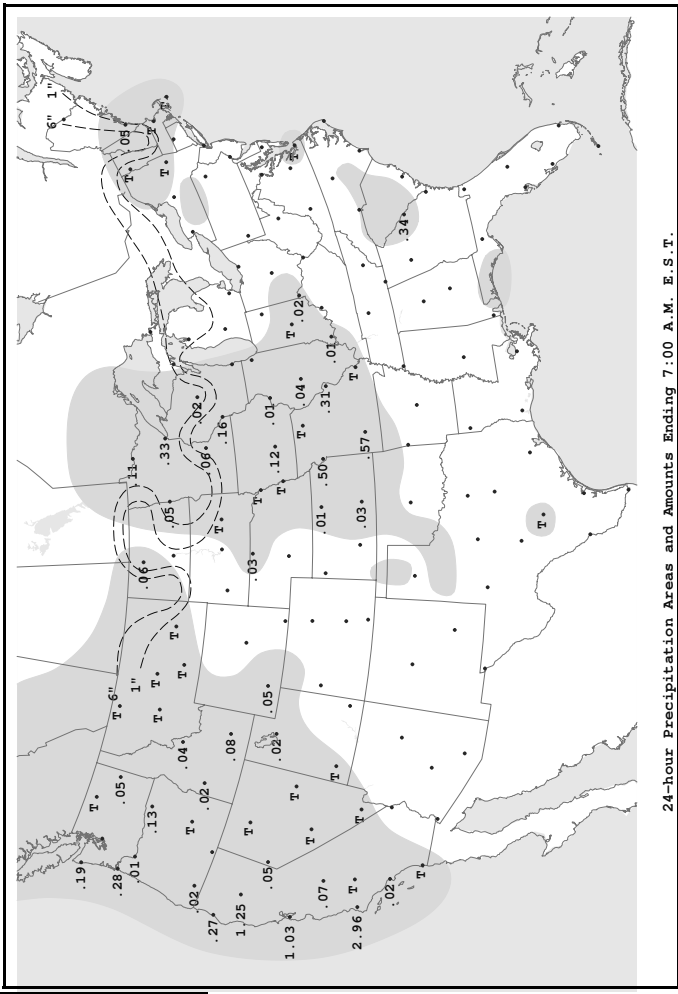 6" 1"
.19
T
.28 .05 T 6"
.05
T
.01 1" .06 .11
.13 T T
T .33 T T
T .05
.04 T
.02 T .02
.02 .06
.27 T .16
1.25 .08
T .03 T
.05 .05 .01
.02 T .12
1.03 T T T
T .04 .02
T .01
.07 .50 .31
T .01
2.96 T T .03 .57 T
.02 .34
T
T
24-hour Precipitation Areas and Amounts Ending 7:00 A.M. E.S.T.